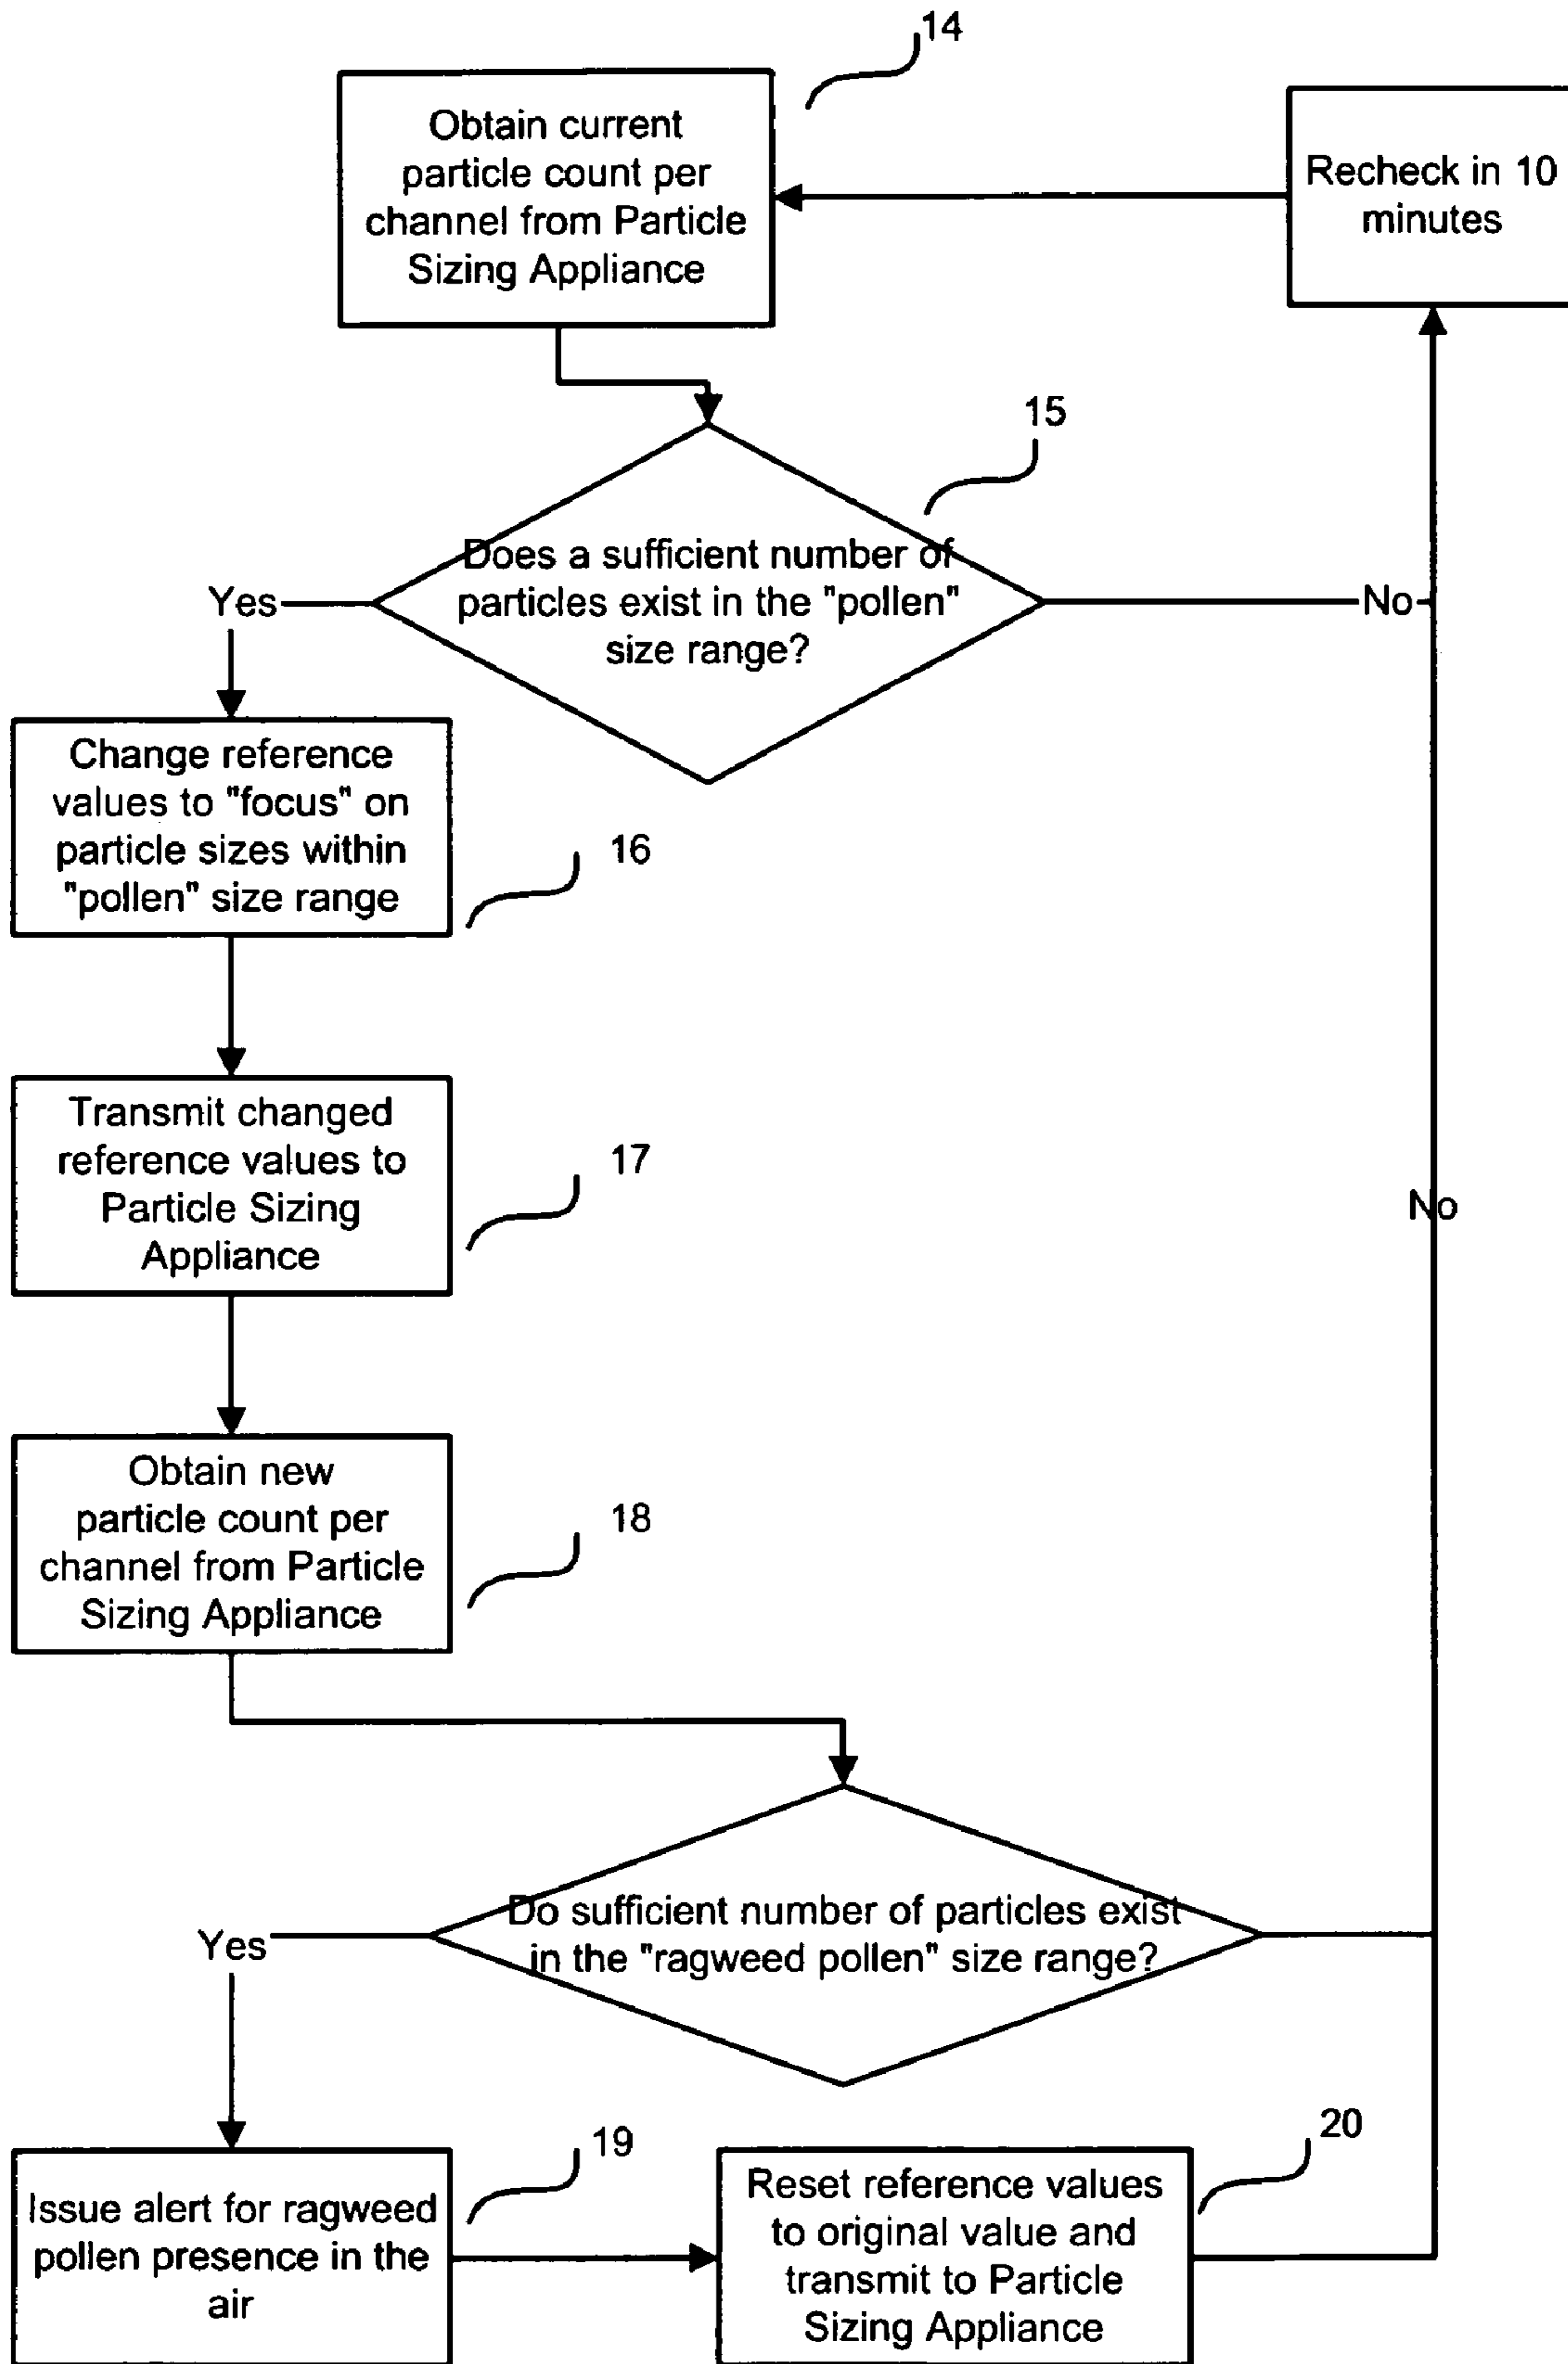 14
Obtain current
particle count per
channel from Particle
Sizing Appliance
Recheck in 10
minutes
15
Does a sufficient number of
particles exist in the "pollen"
size range?
Yes
No
Change reference
values to "focus" on
particle sizes within
"pollen" size range
16
Transmit changed
reference values to
Particle Sizing
Appliance
17
No
Obtain new
particle count per
channel from Particle
Sizing Appliance
18
Do sufficient number of particles exist
in the "ragweed pollen" size range?
Yes
Issue alert for ragweed
pollen presence in the
air
19
Reset reference values
to original value and
transmit to Particle
Sizing Appliance
20